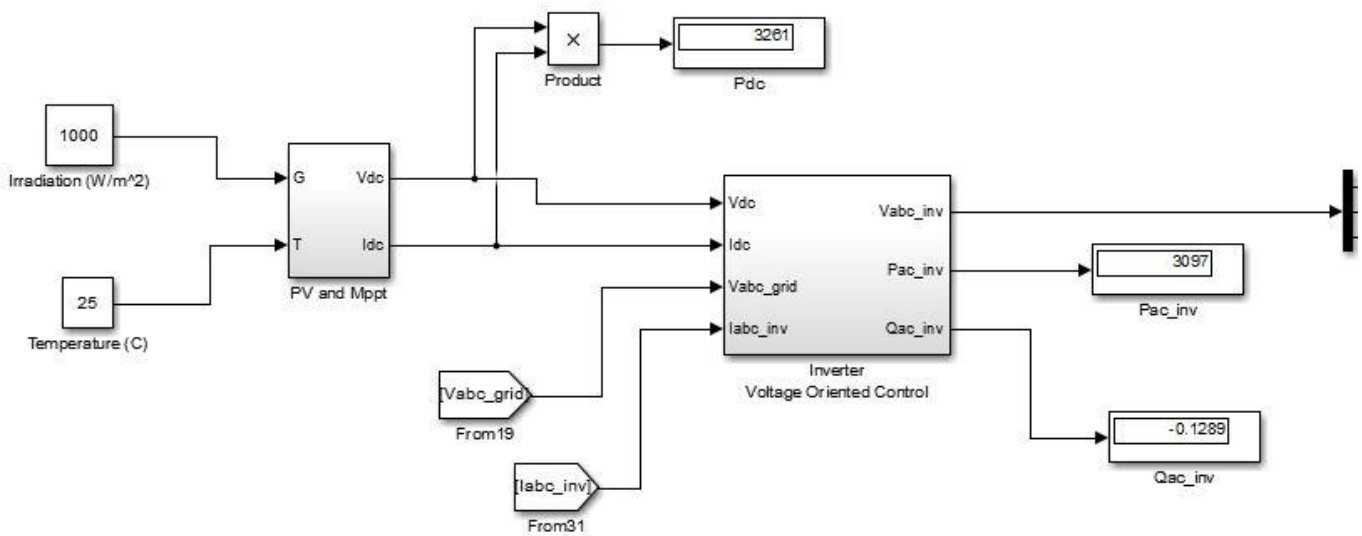 3261
×
Product
Pdc
1000
Irradiation (W/m^2)
G
Vdc
T
Idc
PV and Mppt
25
Temperature (C)
Vdc
Idc
Vabc_grid
Iabc_inv
Vabc_inv
Pac_inv
Qac_inv
Inverter
Voltage Oriented Control
3097
Pac_inv
-0.1289
Qac_inv
[Vabc_grid]
From19
[Iabc_inv]
From31